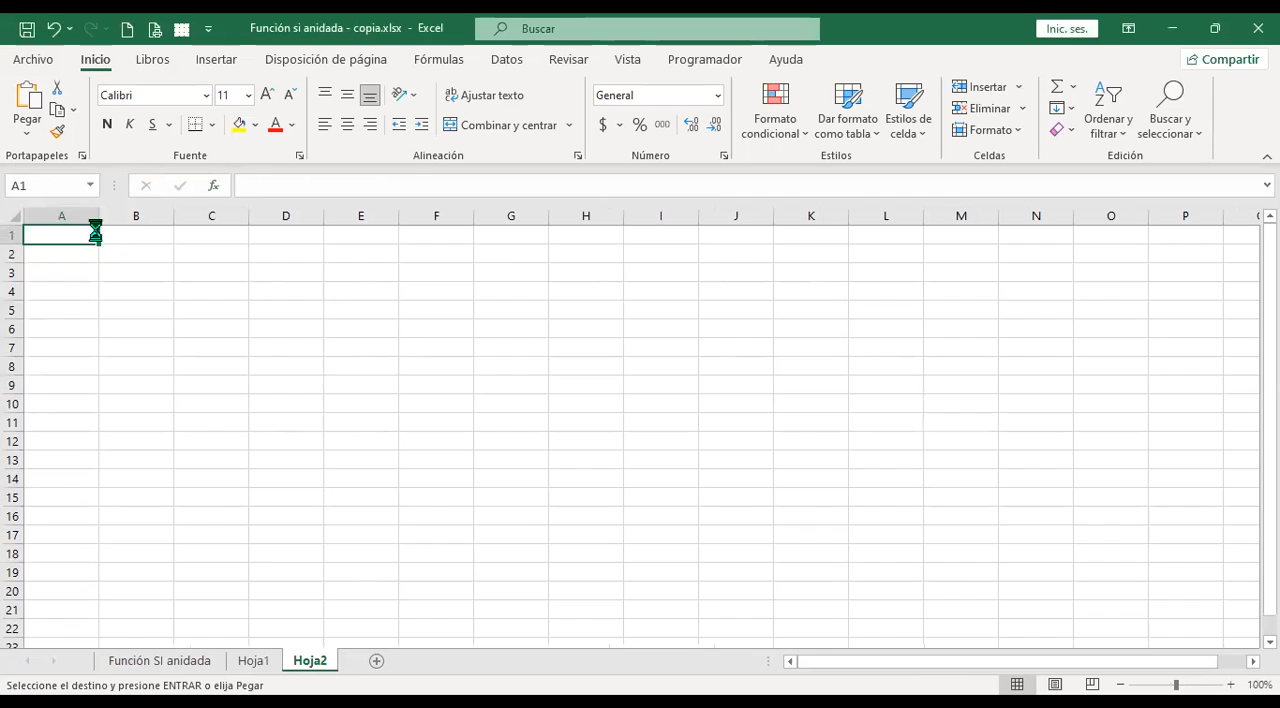 Función si anidada - copia.xlsx - Excel
Buscar
Inic. ses.
Archivo Inicio Libros Insertar Disposición de página Fórmulas Datos Revisar Vista Programador Ayuda Compartir
Pegar
Calibri 11
N K S
Ajustar texto
Combinar y centrar
General
$ % 000
Formato condicional
Dar formato como tabla
Estilos de celda
Insertar
Eliminar
Formato
Ordenar y filtrar
Buscar y seleccionar
Portapapeles Fuente Alineación Número Estilos Celdas Edición
A1 fx
A B C D E F G H I J K L M N O P
1
2
3
4
5
6
7
8
9
10
11
12
13
14
15
16
17
18
19
20
21
22
23
Función SI anidada Hoja1 Hoja2
Seleccione el destino y presione ENTRAR o elija Pegar 100%